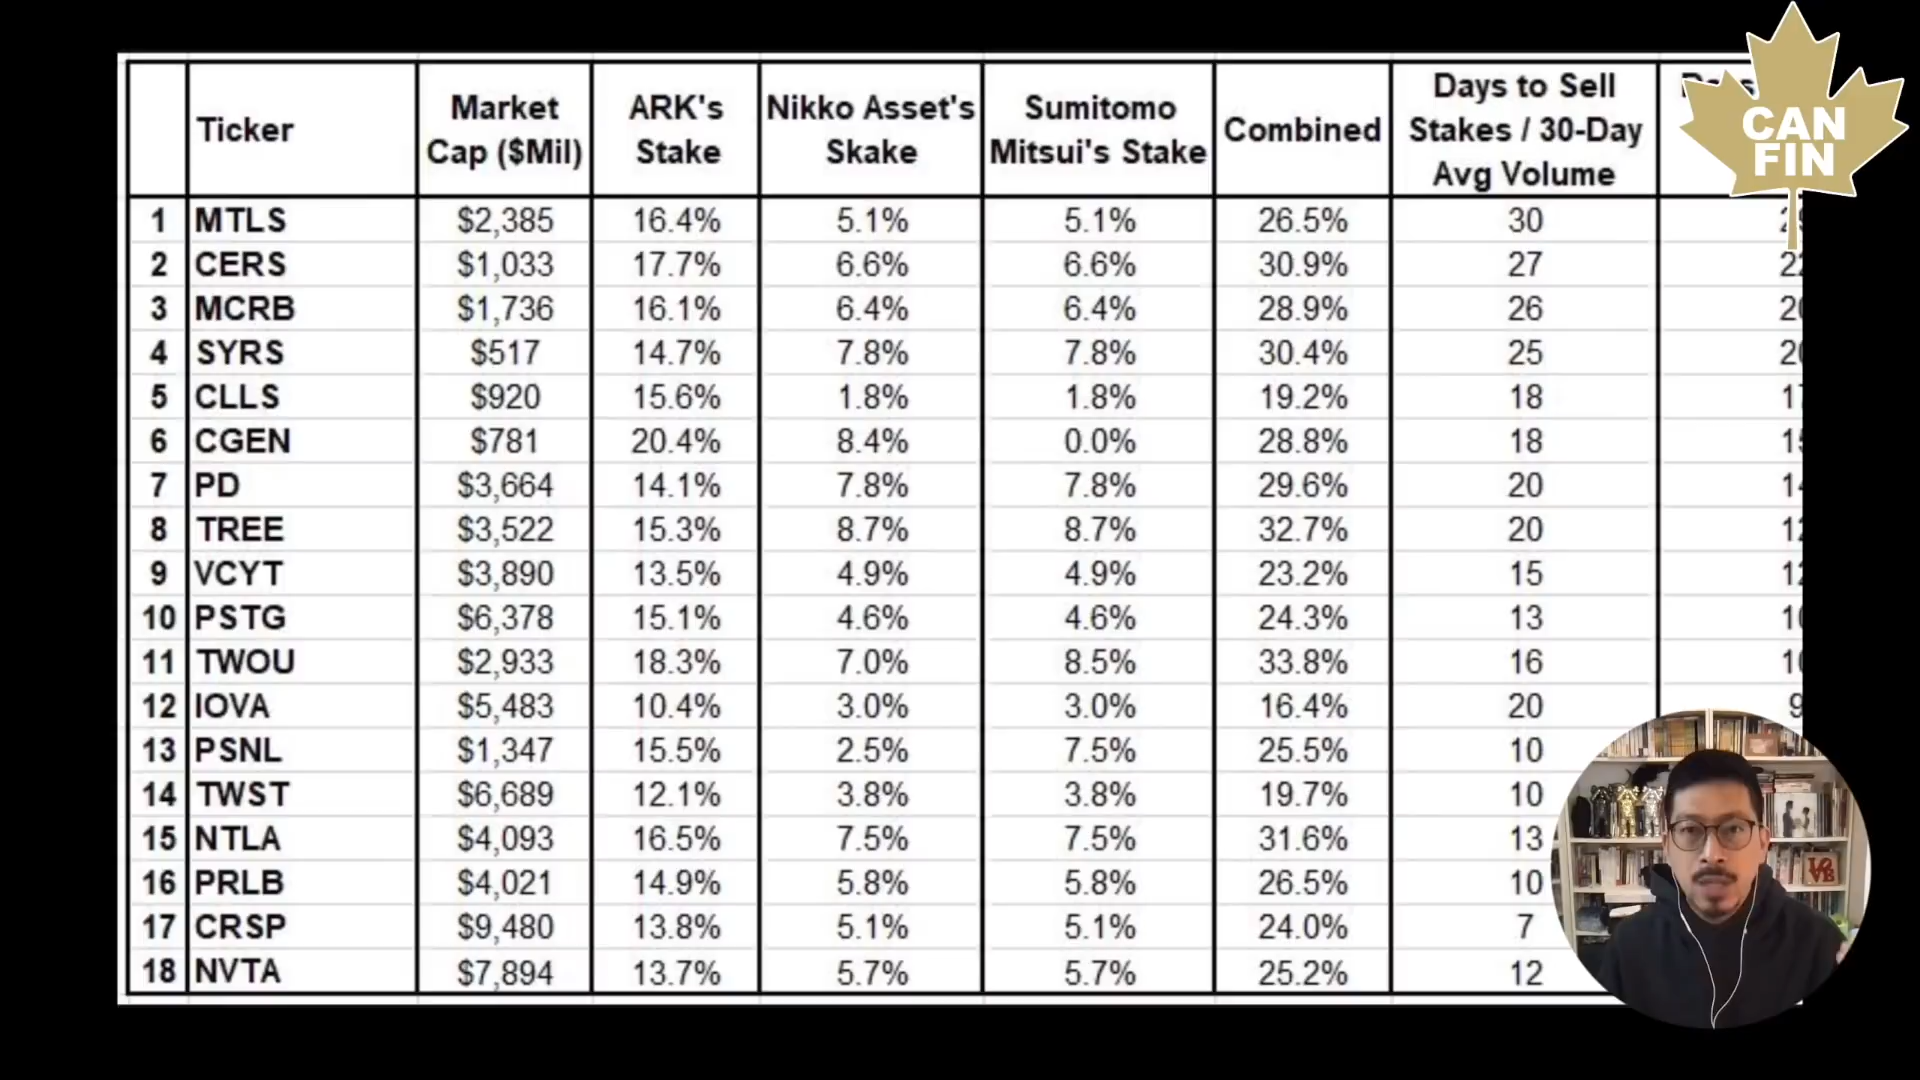 Ticker
Market Cap ($Mil)
ARK's Stake
Nikko Asset's Skake
Sumitomo Mitsui's Stake
Combined
Days to Sell Stakes / 30-Day Avg Volume
CAN
FIN
1 MTLS $2,385 16.4% 5.1% 5.1% 26.5% 30
2 CERS $1,033 17.7% 6.6% 6.6% 30.9% 27
3 MCRB $1,736 16.1% 6.4% 6.4% 28.9% 26
4 SYRS $517 14.7% 7.8% 7.8% 30.4% 25
5 CLLS $920 15.6% 1.8% 1.8% 19.2% 18
6 CGEN $781 20.4% 8.4% 0.0% 28.8% 18
7 PD $3,664 14.1% 7.8% 7.8% 29.6% 20
8 TREE $3,522 15.3% 8.7% 8.7% 32.7% 20
9 VCYT $3,890 13.5% 4.9% 4.9% 23.2% 15
10 PSTG $6,378 15.1% 4.6% 4.6% 24.3% 13
11 TWOU $2,933 18.3% 7.0% 8.5% 33.8% 16
12 IOVA $5,483 10.4% 3.0% 3.0% 16.4% 20
13 PSNL $1,347 15.5% 2.5% 7.5% 25.5% 10
14 TWST $6,689 12.1% 3.8% 3.8% 19.7% 10
15 NTLA $4,093 16.5% 7.5% 7.5% 31.6% 13
16 PRLB $4,021 14.9% 5.8% 5.8% 26.5% 10
17 CRSP $9,480 13.8% 5.1% 5.1% 24.0% 7
18 NVTA $7,894 13.7% 5.7% 5.7% 25.2% 12